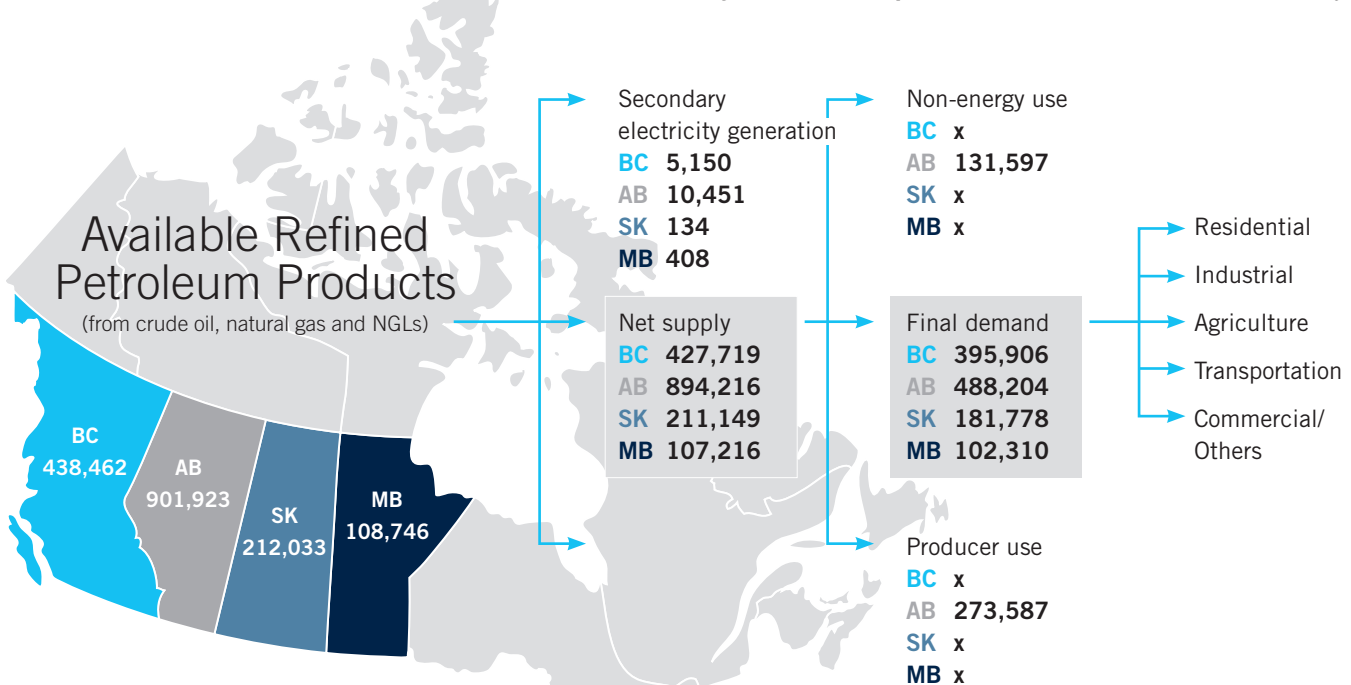 Available Refined
Petroleum Products
(from crude oil, natural gas and NGLs)
BC
438,462
AB
901,923
SK
212,033
MB
108,746
Secondary
electricity generation
BC 5,150
AB 10,451
SK 134
MB 408
Net supply
BC 427,719
AB 894,216
SK 211,149
MB 107,216
Non-energy use
BC x
AB 131,597
SK x
MB x
Final demand
BC 395,906
AB 488,204
SK 181,778
MB 102,310
Producer use
BC x
AB 273,587
SK x
MB x
Residential
Industrial
Agriculture
Transportation
Commercial/
Others